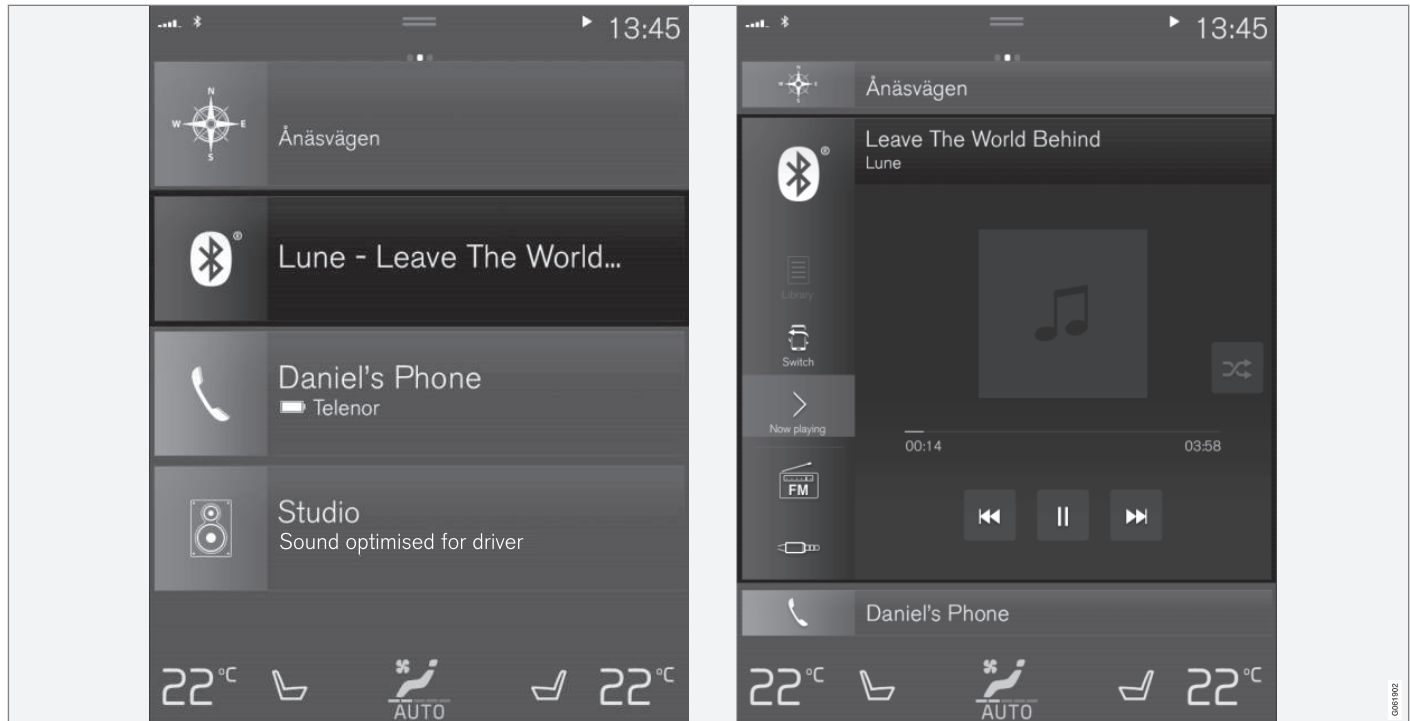 13:45
N
W E
S
Ånäsvägen
®
Lune - Leave The World...
Daniel's Phone
Telenor
Studio
Sound optimised for driver
22°C
AUTO
22°C
13:45
W E
S
Ånäsvägen
®
Leave The World Behind
Lune
Library
Switch
Now playing
00:14
03:58
FM
Daniel's Phone
22°C
AUTO
22°C
G061902